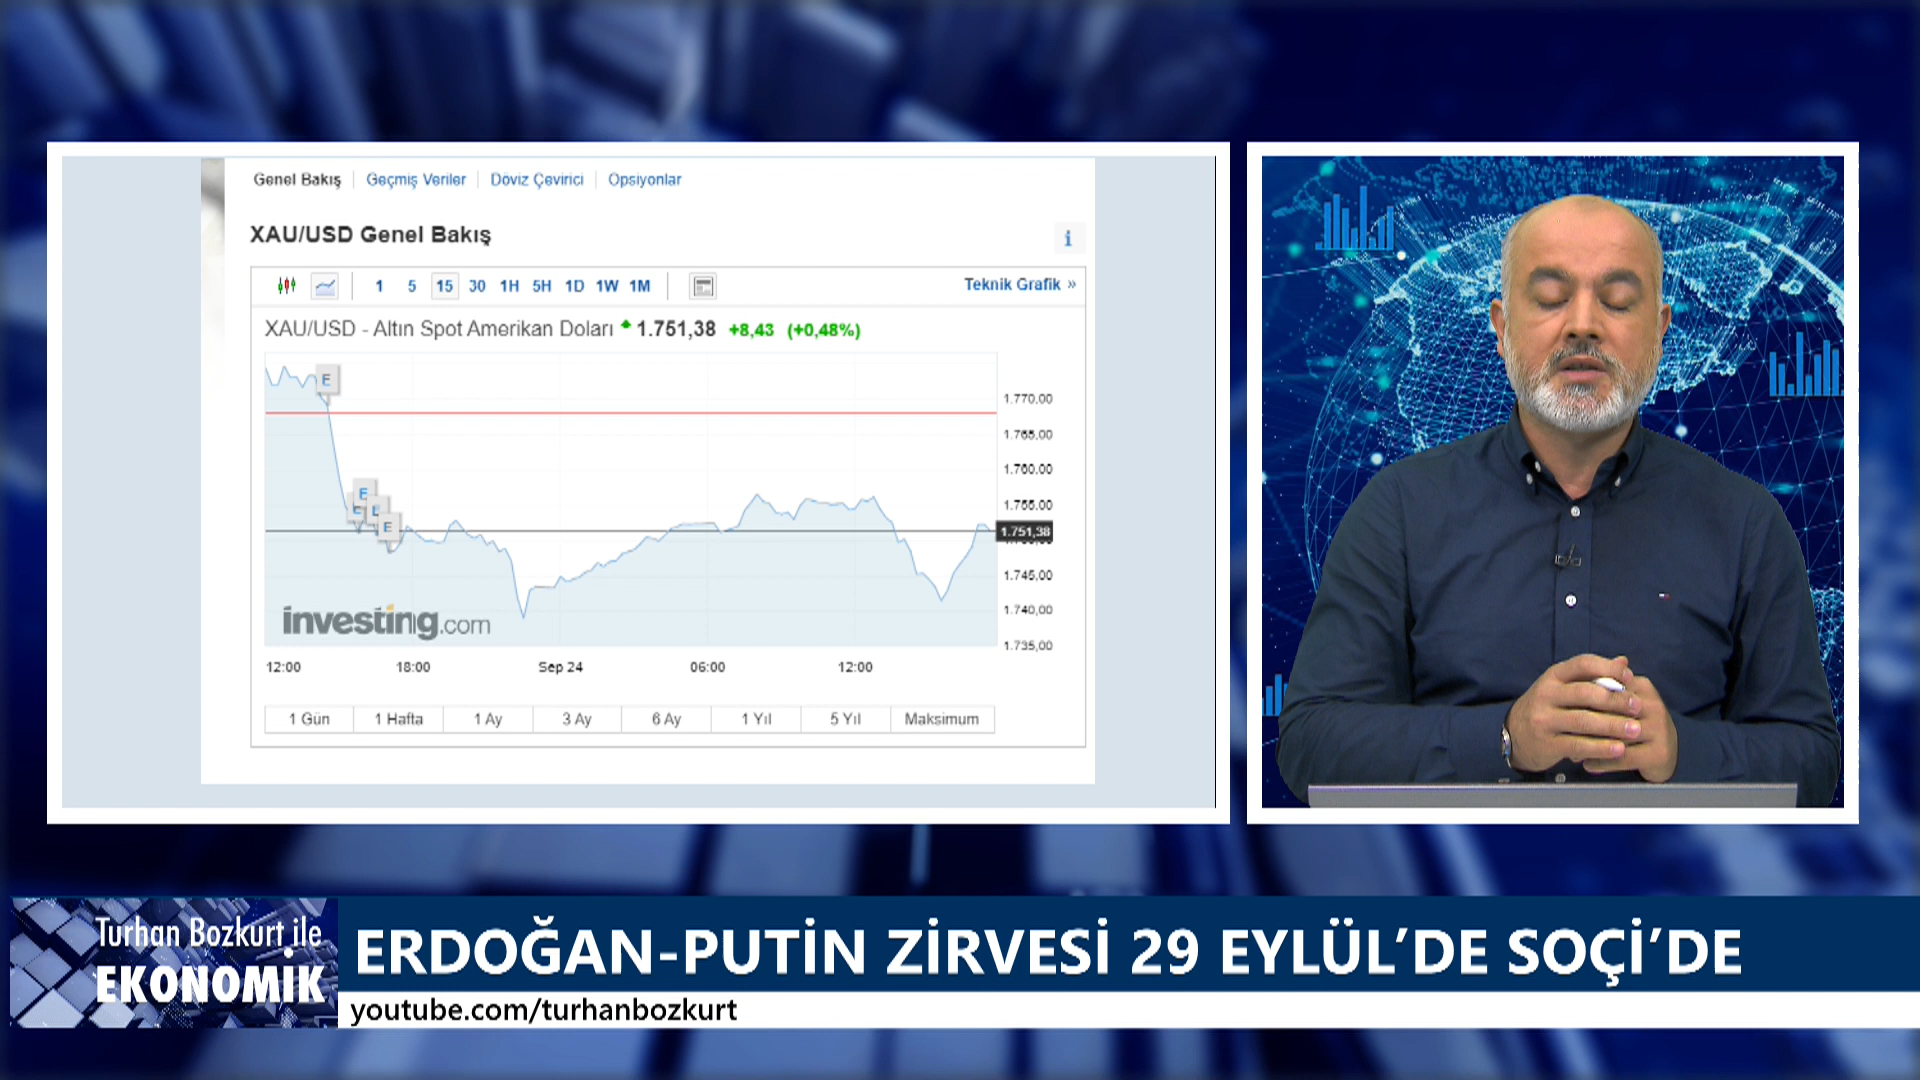 Genel Bakış Geçmiş Veriler Döviz Çevirici Opsiyonlar
XAU/USD Genel Bakış
i
1 5 15 30 1H 5H 1D 1W 1M Teknik Grafik »
XAU/USD - Altın Spot Amerikan Doları 1.751,38 +8,43 (+0,48%)
E
E
E
1.770,00
1.765,00
1.760,00
1.755,00
1.751,38
1.745,00
1.740,00
1.735,00
investing.com
12:00 18:00 Sep 24 06:00 12:00
1 Gün 1 Hafta 1 Ay 3 Ay 6 Ay 1 Yıl 5 Yıl Maksimum
Turhan Bozkurt ile
EKONOMİK
ERDOĞAN-PUTİN ZİRVESİ 29 EYLÜL’DE SOÇİ’DE
youtube.com/turhanbozkurt